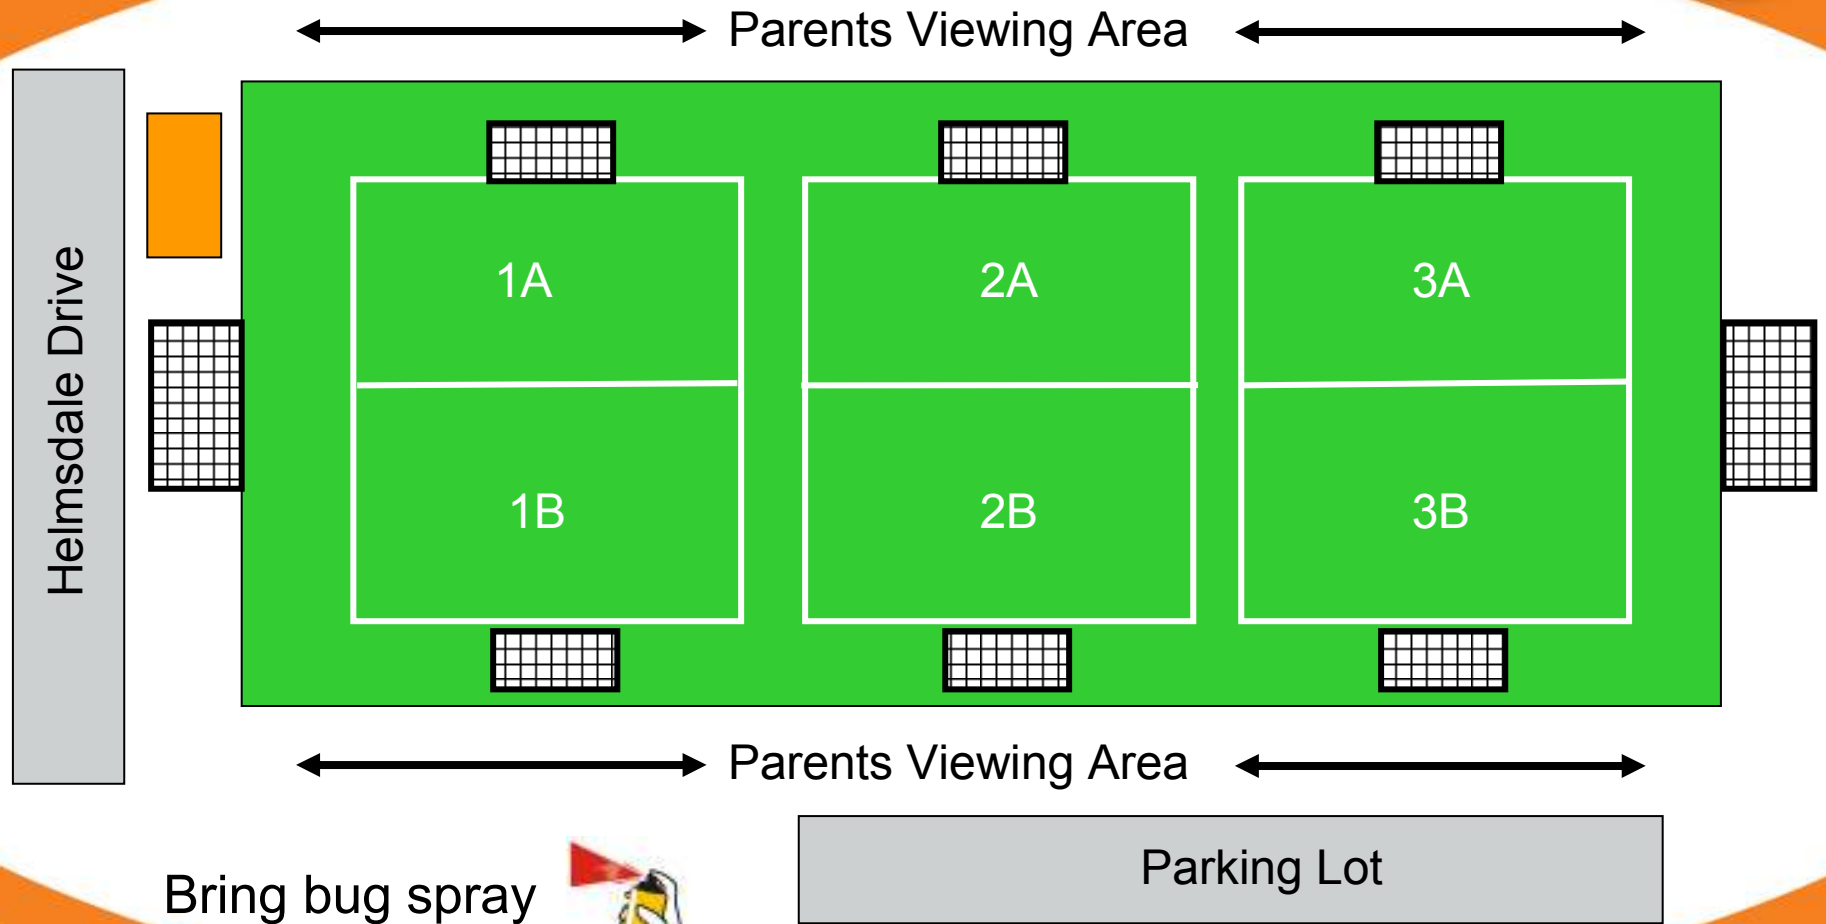 Parents Viewing Area
Helmsdale Drive
1A
2A
3A
1B
2B
3B
Parents Viewing Area
Parking Lot
Bring bug spray